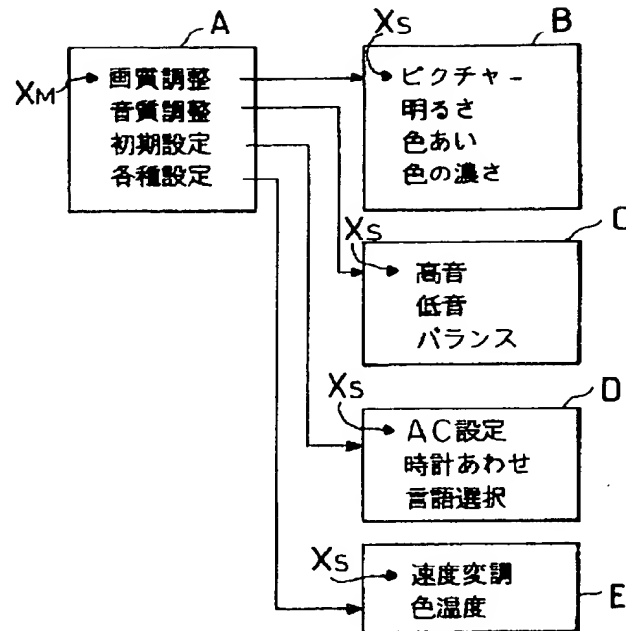 A
XM
画質調整
音質調整
初期設定
各種設定
B
XS
ピクチャー
明るさ
色あい
色の濃さ
C
XS
高音
低音
バランス
D
XS
AC設定
時計あわせ
言語選択
E
XS
速度変調
色温度